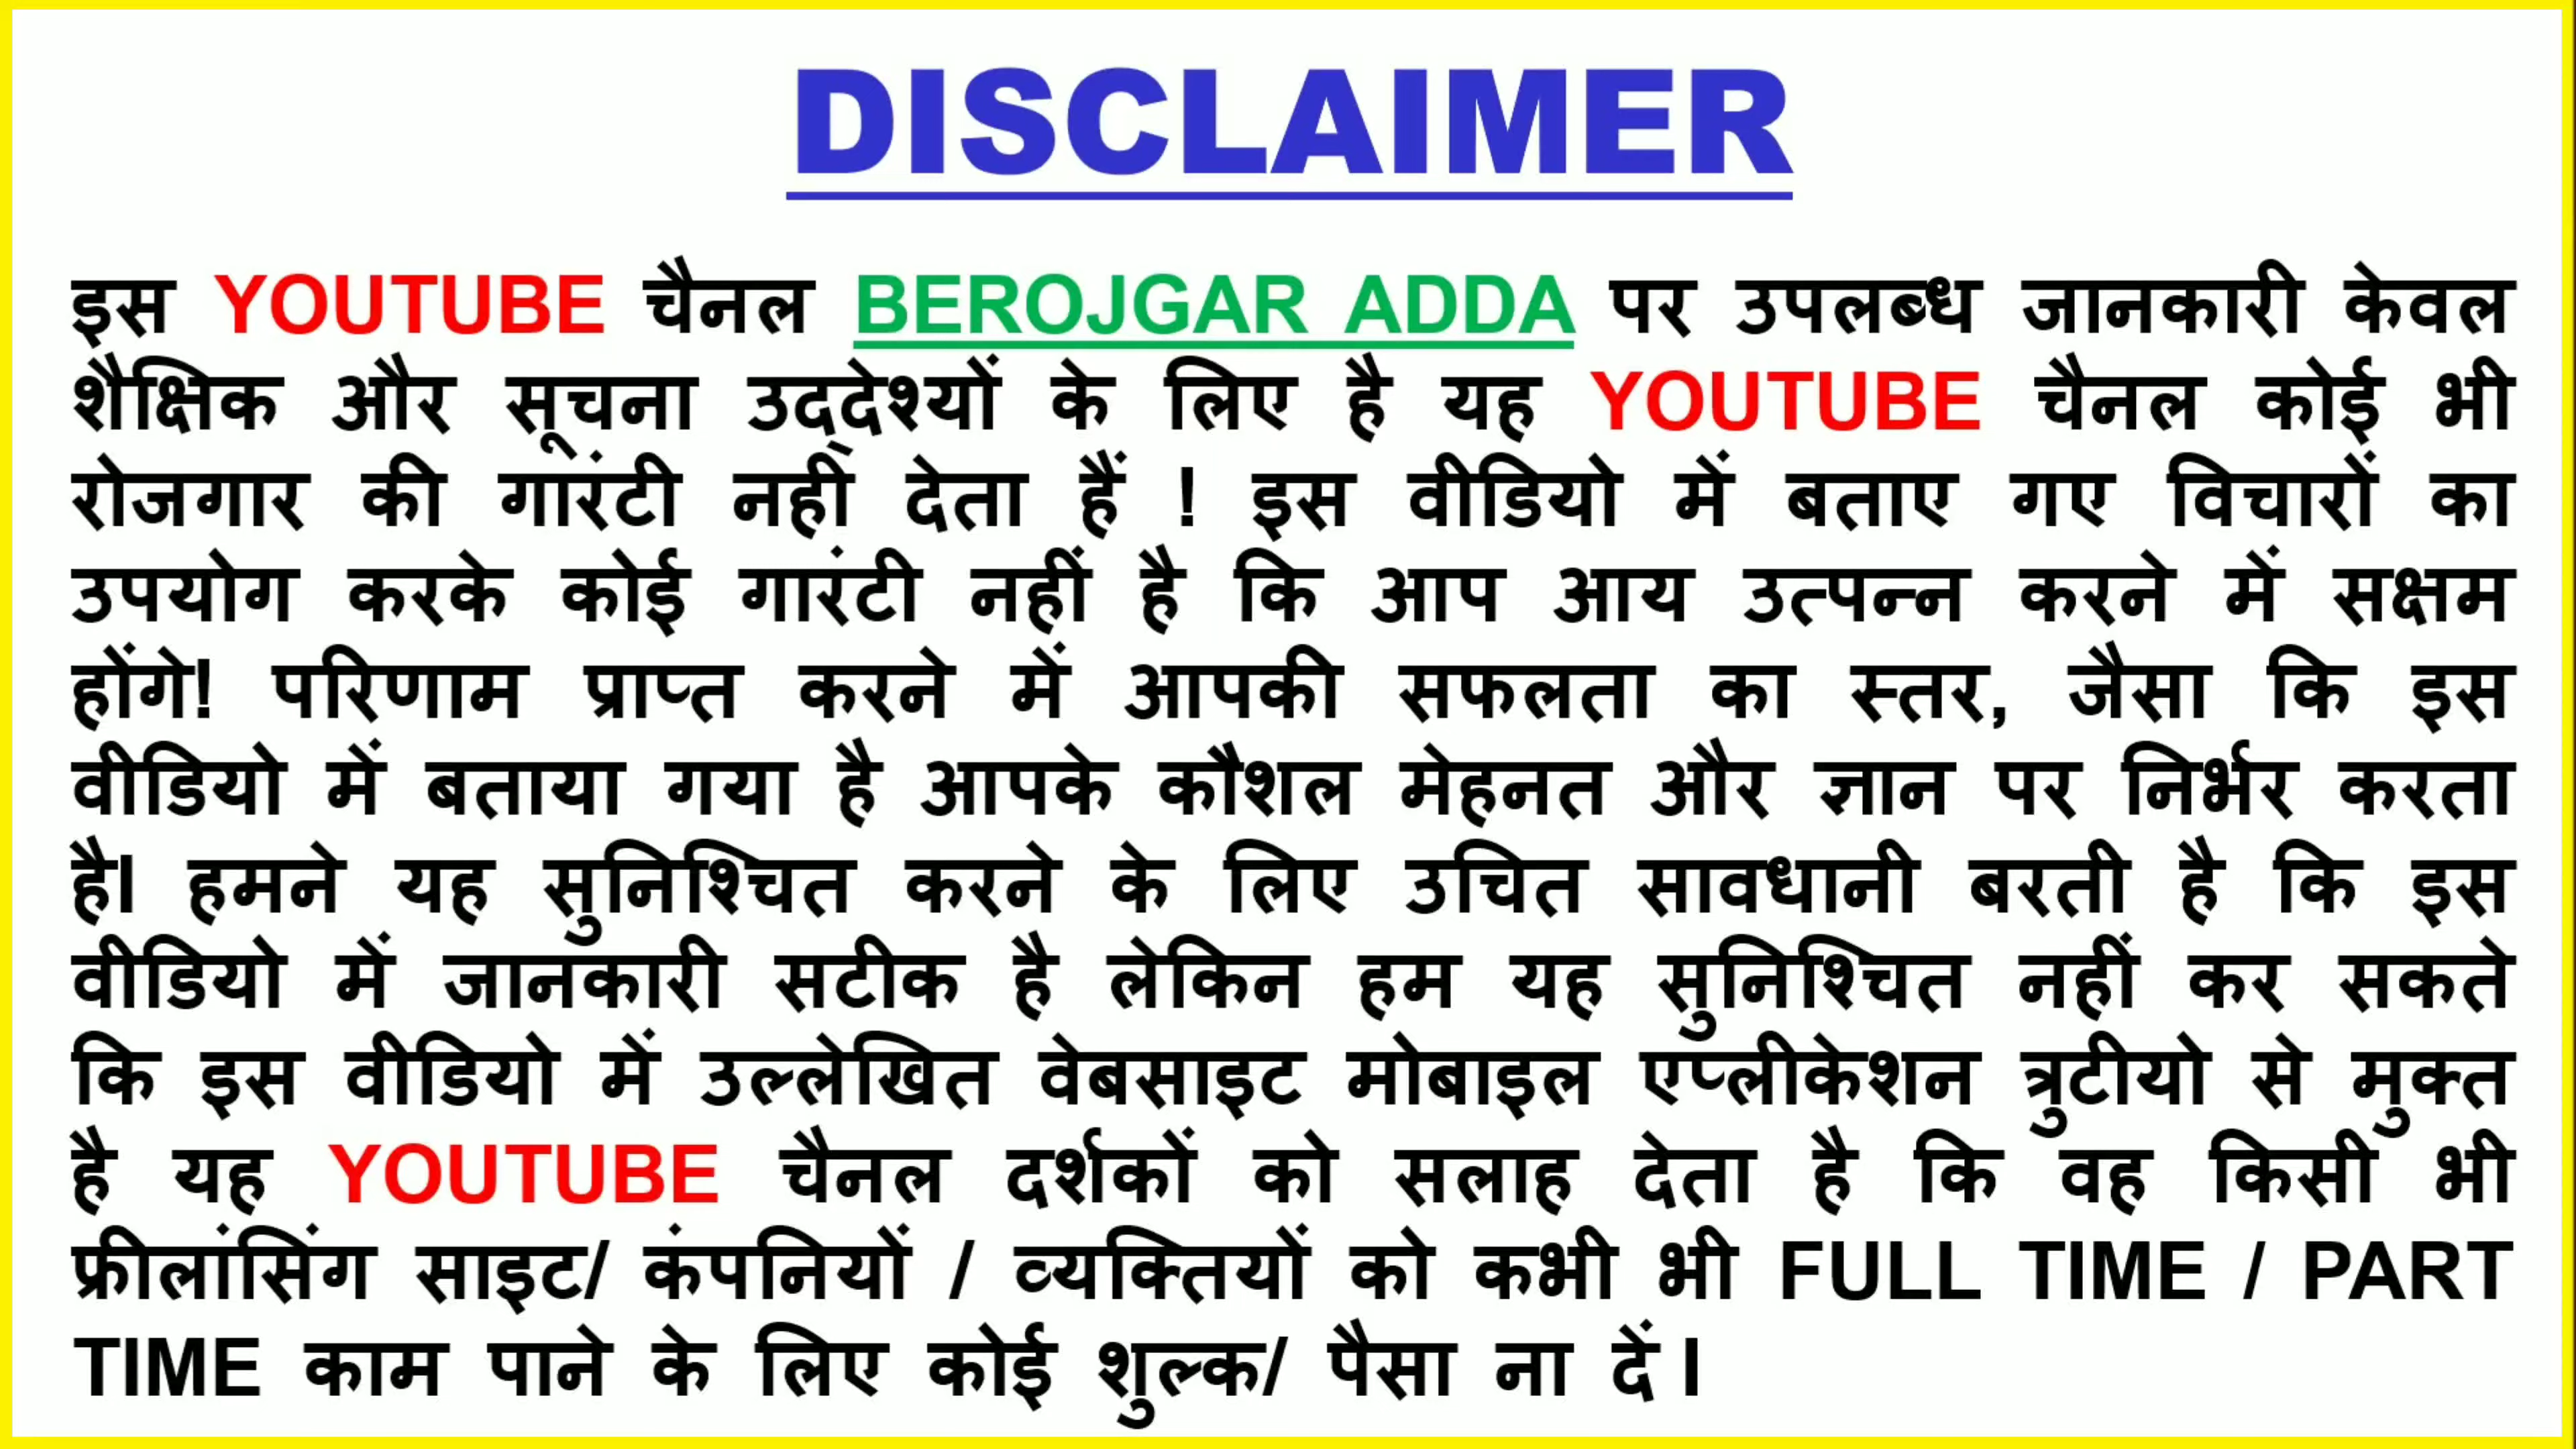 DISCLAIMER
इस YOUTUBE चैनल BEROJGAR ADDA पर उपलब्ध जानकारी केवल
शैक्षिक और सूचना उद्देश्यों के लिए है यह YOUTUBE चैनल कोई भी
रोजगार की गारंटी नहीं देता हैं ! इस वीडियो में बताए गए विचारों का
उपयोग करके कोई गारंटी नहीं है कि आप आय उत्पन्न करने में सक्षम
होंगे! परिणाम प्राप्त करने में आपकी सफलता का स्तर, जैसा कि इस
वीडियो में बताया गया है आपके कौशल मेहनत और ज्ञान पर निर्भर करता
है। हमने यह सुनिश्चित करने के लिए उचित सावधानी बरती है कि इस
वीडियो में जानकारी सटीक है लेकिन हम यह सुनिश्चित नहीं कर सकते
कि इस वीडियो में उल्लेखित वेबसाइट मोबाइल एप्लीकेशन त्रुटीयो से मुक्त
है यह YOUTUBE चैनल दर्शकों को सलाह देता है कि वह किसी भी
फ्रीलांसिंग साइट/ कंपनियों / व्यक्तियों को कभी भी FULL TIME / PART
TIME काम पाने के लिए कोई शुल्क/ पैसा ना दें ।